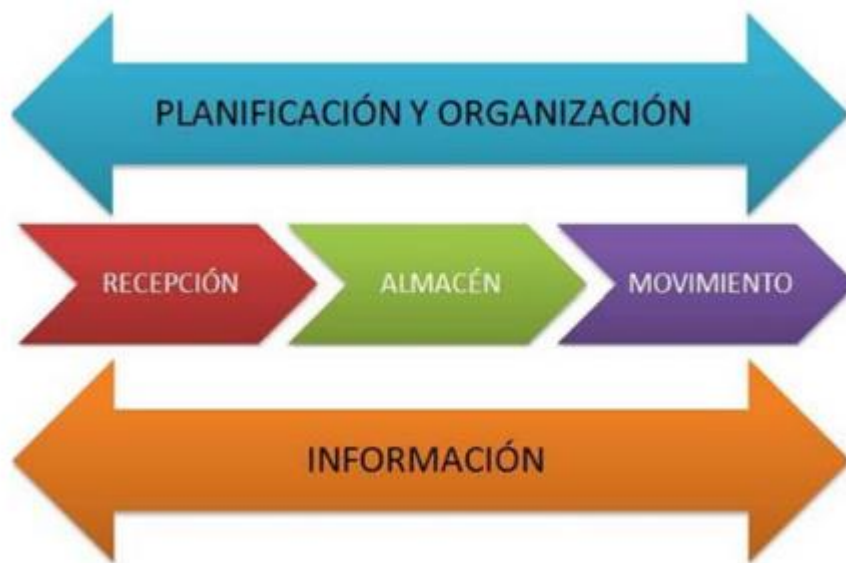 PLANIFICACIÓN Y ORGANIZACIÓN
RECEPCIÓN
ALMACÉN
MOVIMIENTO
INFORMACIÓN